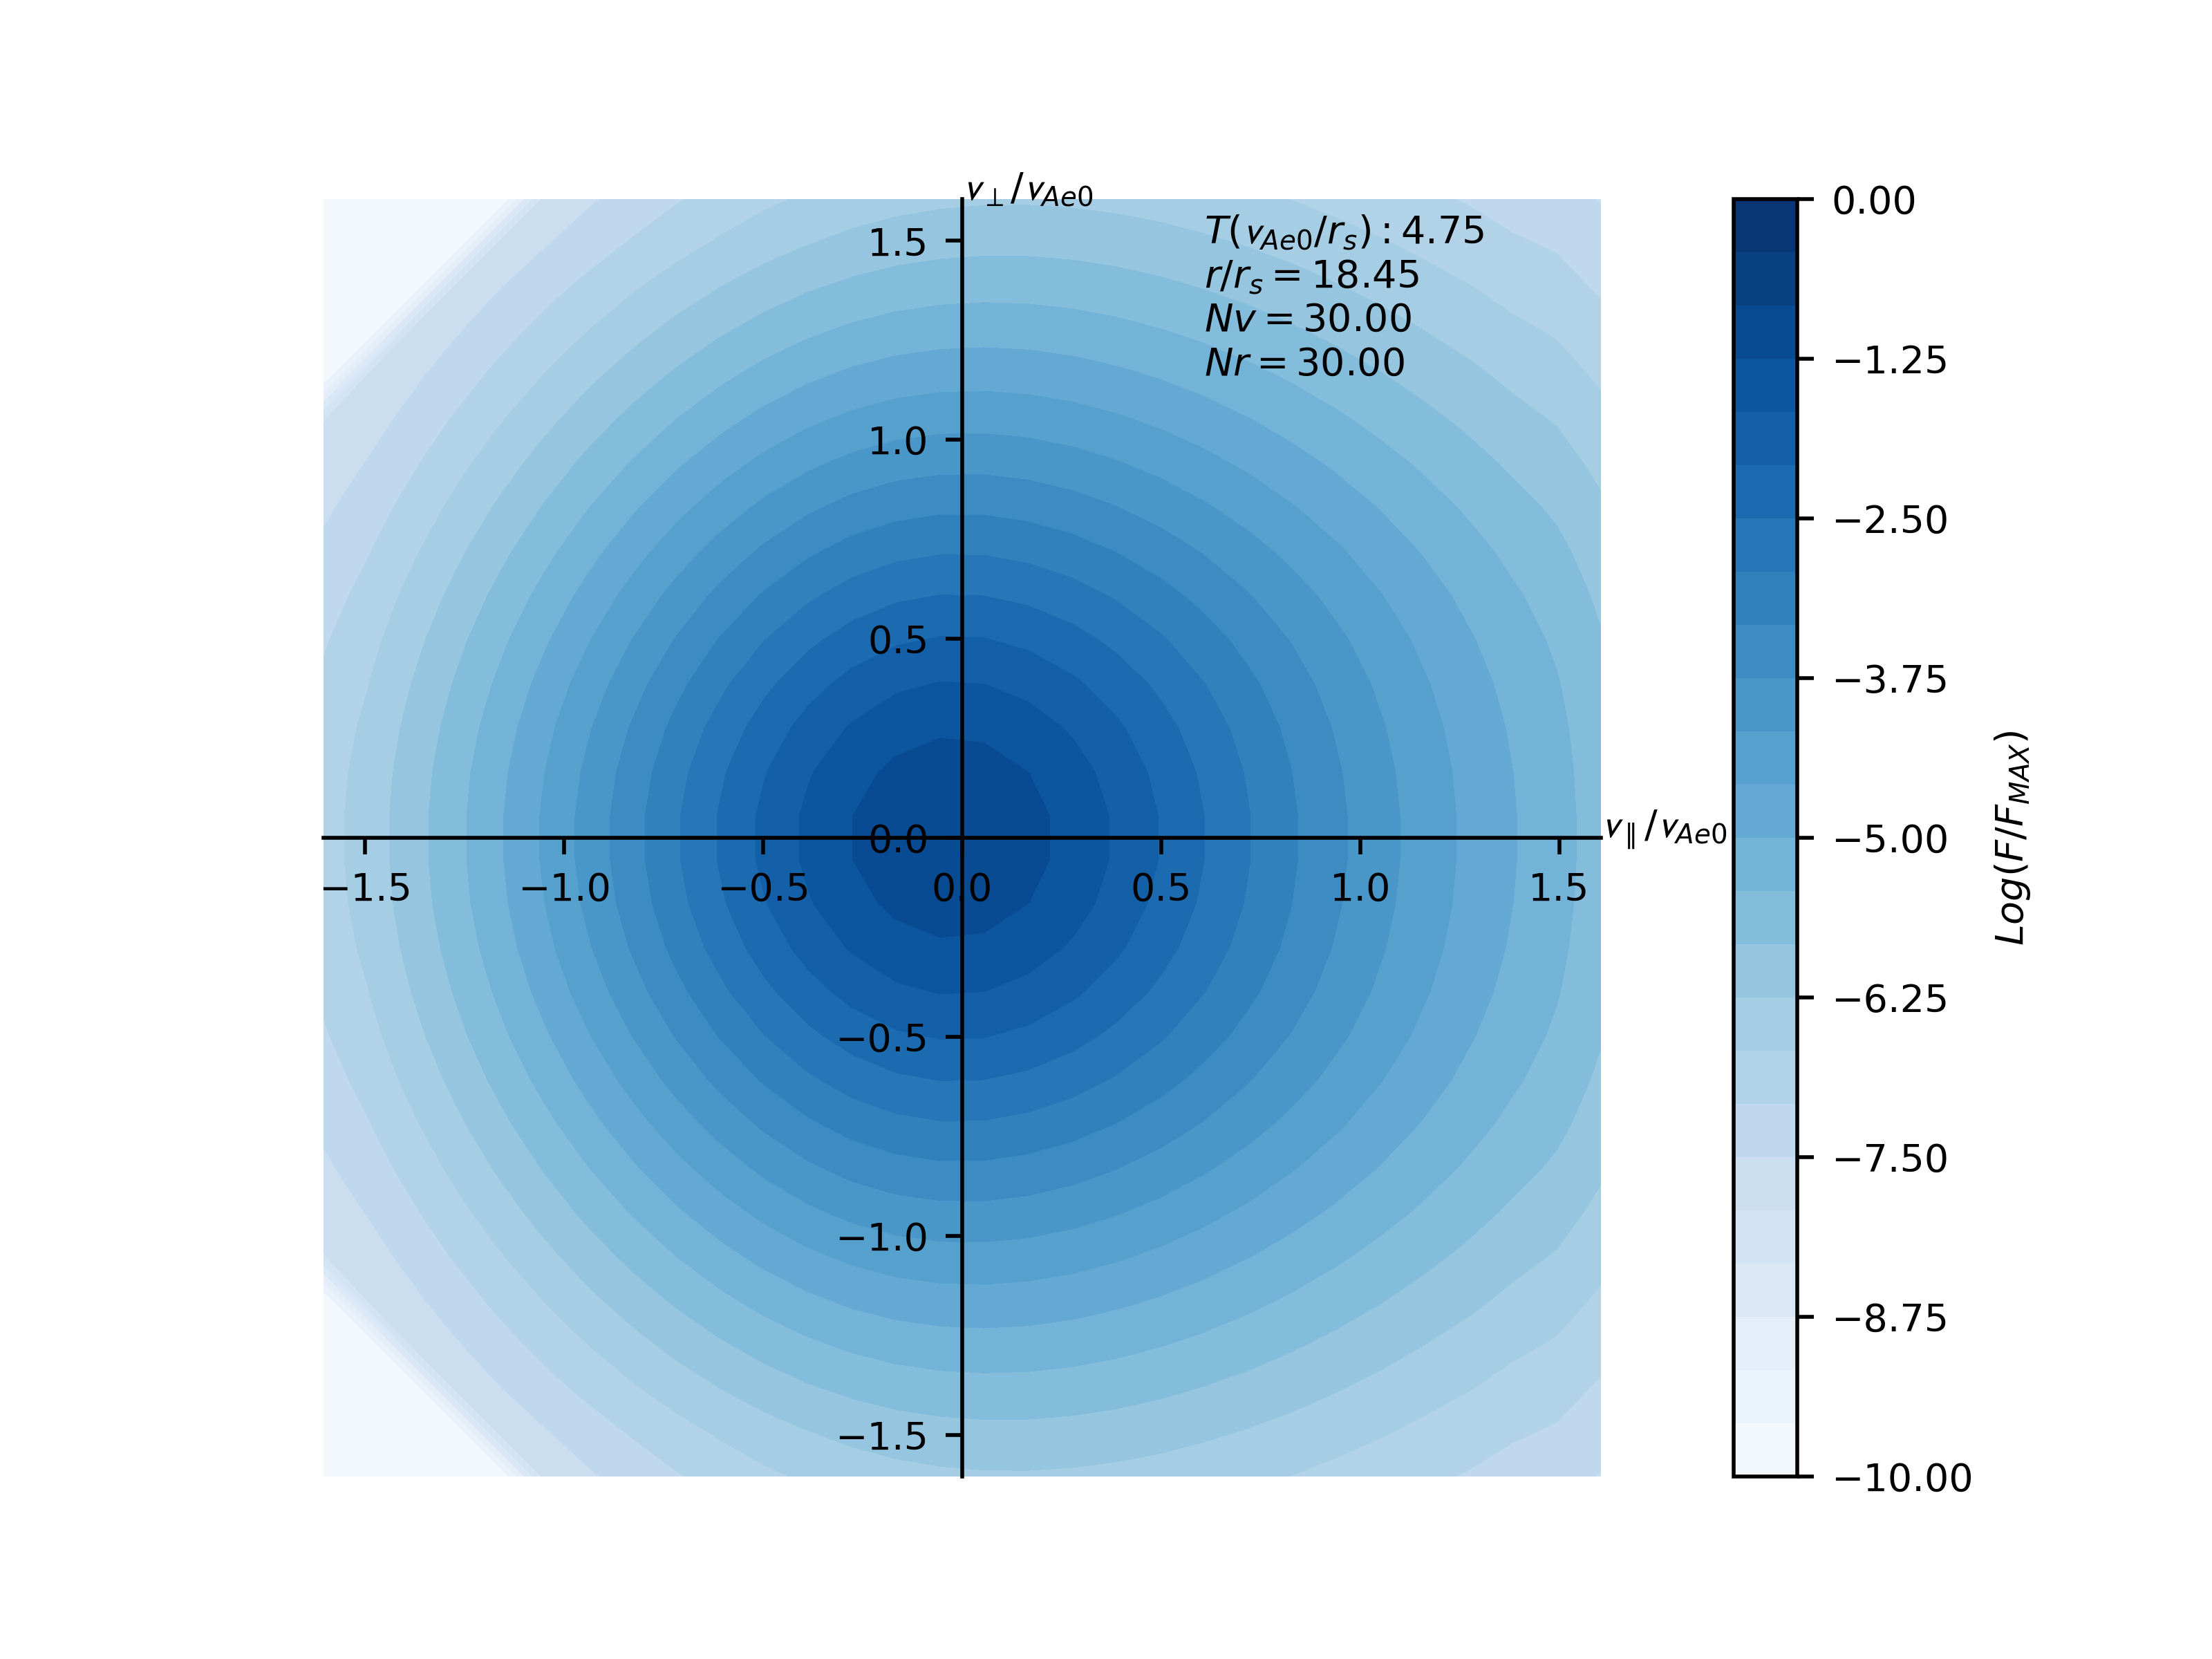 v⊥/vAe0
T(vAe0/rs) : 4.75
r/rs = 18.45
Nv = 30.00
Nr = 30.00
1.5
1.0
0.5
0.0
−0.5
−1.0
−1.5
v∥/vAe0
−1.5 −1.0 −0.5 0.0 0.5 1.0 1.5
0.00
−1.25
−2.50
−3.75
−5.00
−6.25
−7.50
−8.75
−10.00
Log(F/FMAX)